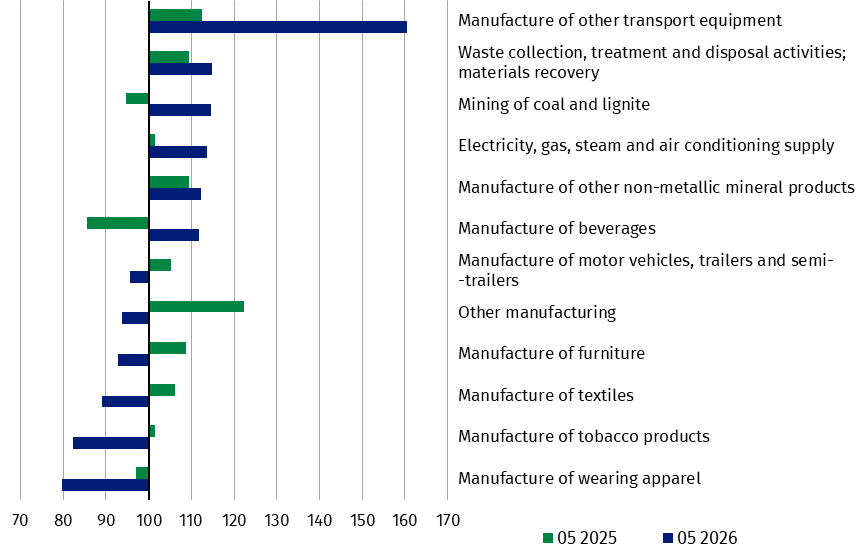 Manufacture of other transport equipment
Waste collection, treatment and disposal activities;
materials recovery
Mining of coal and lignite
Electricity, gas, steam and air conditioning supply
Manufacture of other non-metallic mineral products
Manufacture of beverages
Manufacture of motor vehicles, trailers and semi-
-trailers
Other manufacturing
Manufacture of furniture
Manufacture of textiles
Manufacture of tobacco products
Manufacture of wearing apparel
70 80 90 100 110 120 130 140 150 160 170
05 2025 05 2026